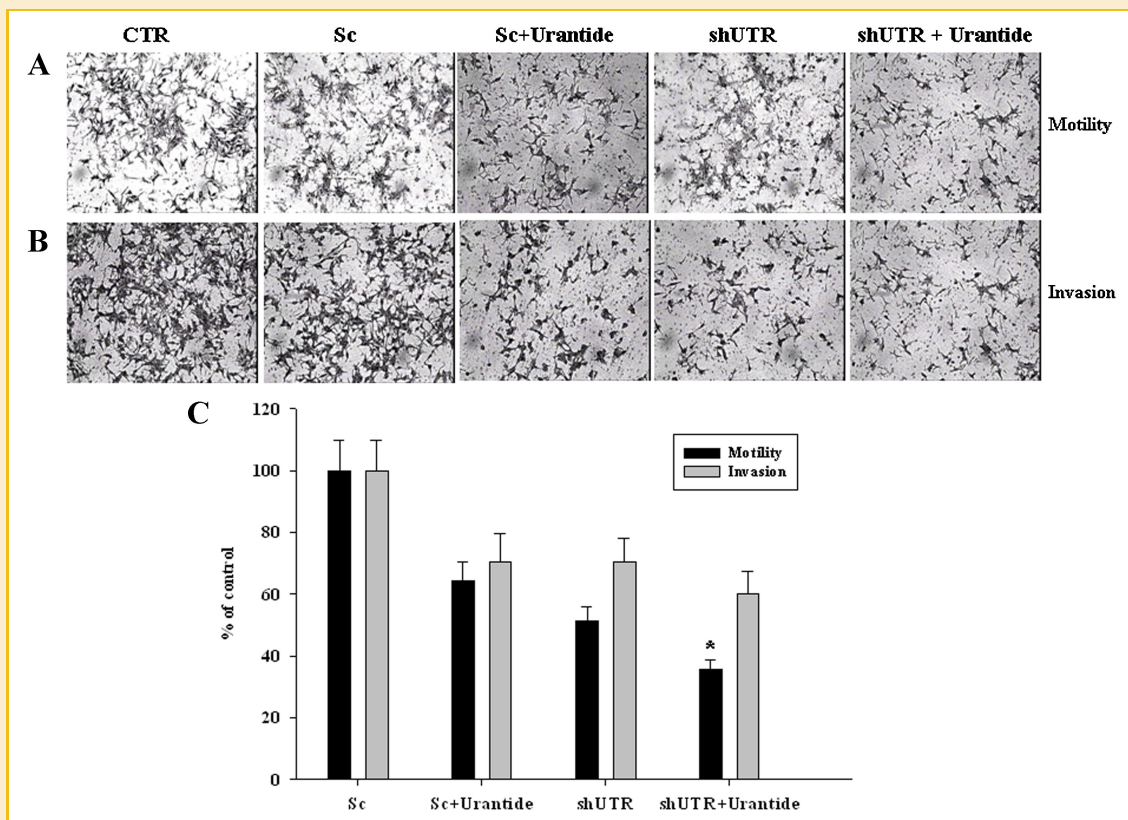 CTR Sc Sc+Urantide shUTR shUTR + Urantide
A
Motility
B
Invasion
C
120
100
80
60
40
20
0
% of control
Motility
Invasion
*
Sc Sc+Urantide shUTR shUTR+Urantide